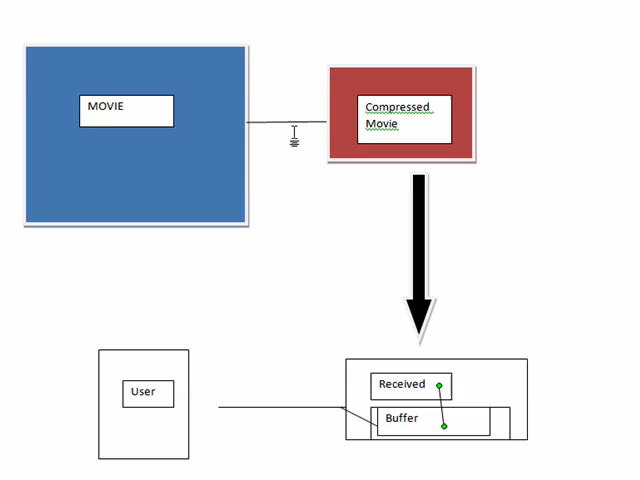 MOVIE
Compressed
Movie
User
Received
Buffer